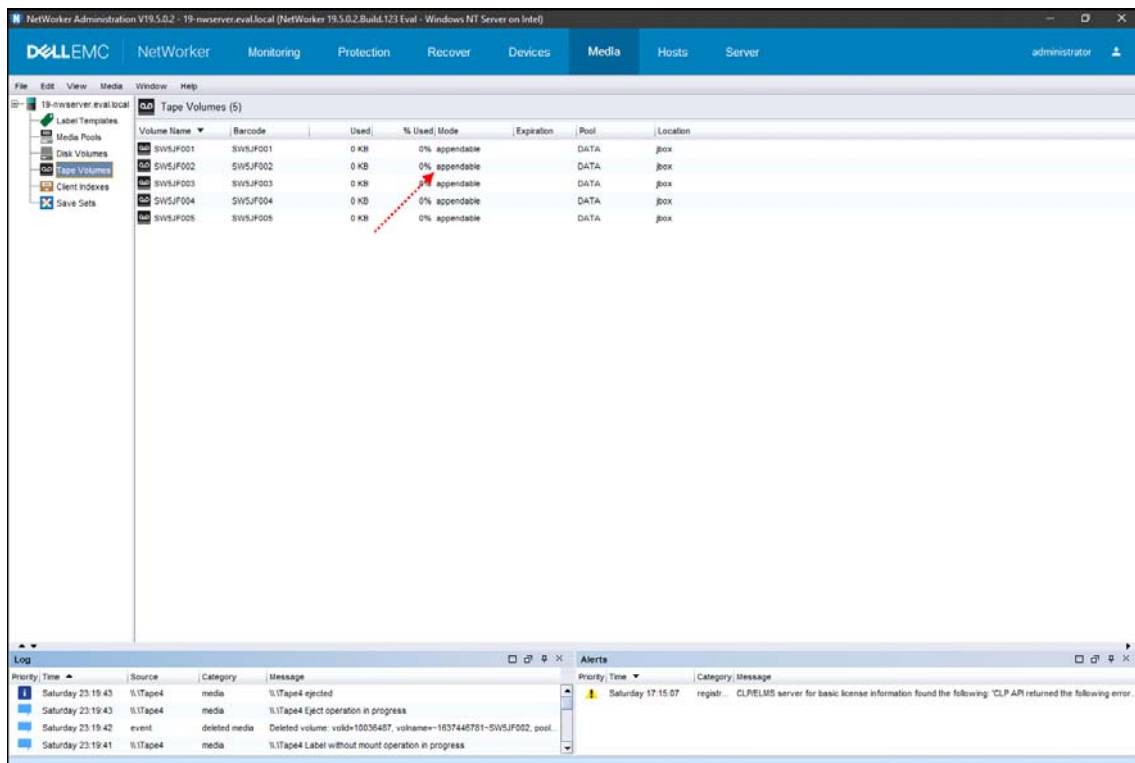 NetWorker Administration V19.5.0.2 - 19-nwserver.eval.local (NetWorker 19.5.0.2.Build.123 Eval - Windows NT Server on Intel)
DELLEMC NetWorker Monitoring Protection Recover Devices Media Hosts Server administrator
File Edit View Media Window Help
19-nwserver.eval.local
Label Templates
Media Pools
Disk Volumes
Tape Volumes
Client Indexes
Save Sets
Tape Volumes (5)
Volume Name Barcode Used % Used Mode Expiration Pool Location
SW5JF001 SW5JF001 0 KB 0% appendable DATA jbox
SW5JF002 SW5JF002 0 KB 0% appendable DATA jbox
SW5JF003 SW5JF003 0 KB 0% appendable DATA jbox
SW5JF004 SW5JF004 0 KB 0% appendable DATA jbox
SW5JF005 SW5JF005 0 KB 0% appendable DATA jbox
Log
Priority Time Source Category Message
Saturday 23:19:43 \\.\Tape4 media \\.\Tape4 ejected
Saturday 23:19:43 \\.\Tape4 media \\.\Tape4 Eject operation in progress
Saturday 23:19:42 event deleted media Deleted volume: volid=10036487, volname=~1637446781~SW5JF002, pool...
Saturday 23:19:41 \\.\Tape4 media \\.\Tape4 Label without mount operation in progress
Alerts
Priority Time Category Message
Saturday 17:15:07 registr... CLP/ELMS server for basic license information found the following: 'CLP API returned the following error...